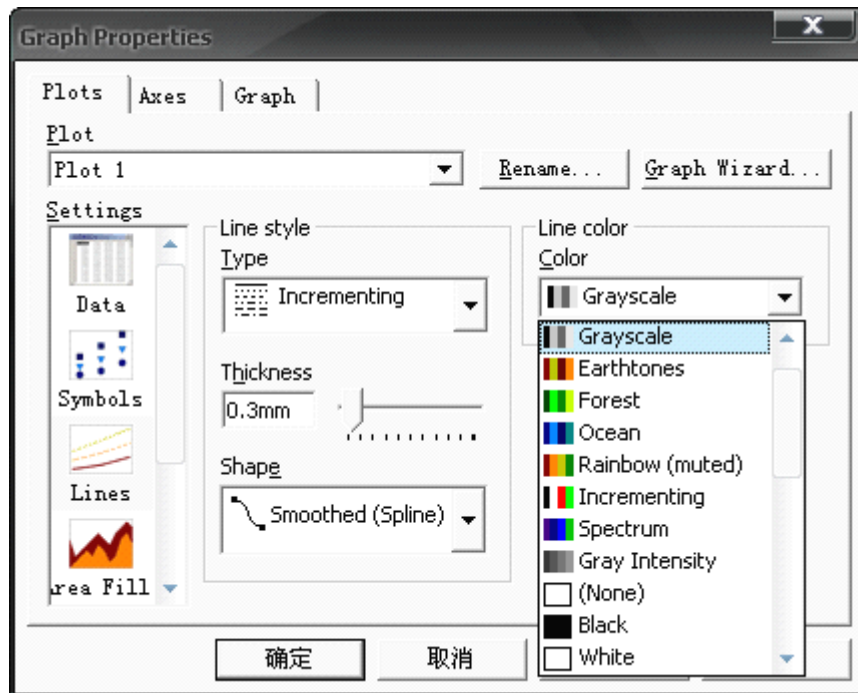 Graph Properties
Plots Axes Graph
Plot
Plot 1 Rename... Graph Wizard...
Settings
Data
Symbols
Lines
rea Fill
Line style
Type
Incrementing
Thickness
0.3mm
Shape
Smoothed (Spline)
Line color
Color
Grayscale
Grayscale
Earthtones
Forest
Ocean
Rainbow (muted)
Incrementing
Spectrum
Gray Intensity
(None)
Black
White
确定 取消